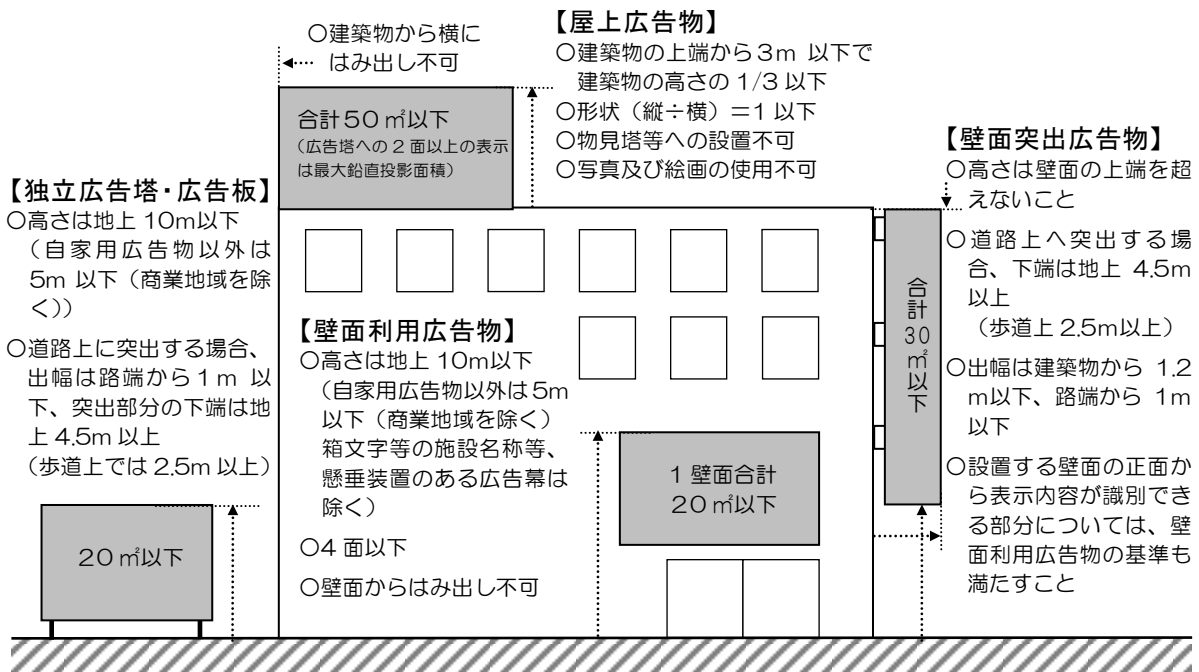 ○建築物から横に
はみ出し不可
【屋上広告物】
○建築物の上端から3m 以下で
建築物の高さの 1/3 以下
○形状（縦÷横）＝1 以下
○物見塔等への設置不可
○写真及び絵画の使用不可
合計50 ㎡以下
（広告塔への 2 面以上の表示
は最大鉛直投影面積）
【独立広告塔・広告板】
○高さは地上 10m以下
（自家用広告物以外は
5m 以下（商業地域を除
く））
○道路上に突出する場合、
出幅は路端から1m 以
下、突出部分の下端は地
上 4.5m 以上
（歩道上では 2.5m 以上）
20 ㎡以下
【壁面利用広告物】
○高さは地上 10m以下
（自家用広告物以外は5m
以下（商業地域を除く）
箱文字等の施設名称等、
懸垂装置のある広告幕は
除く）
○4 面以下
○壁面からはみ出し不可
1 壁面合計
20 ㎡以下
合計30㎡以下
【壁面突出広告物】
○高さは壁面の上端を超
えないこと
○道路上へ突出する場
合、下端は地上 4.5m
以上
（歩道上 2.5m以上）
○出幅は建築物から 1.2
m以下、路端から 1m
以下
○設置する壁面の正面か
ら表示内容が識別でき
る部分については、壁
面利用広告物の基準も
満たすこと